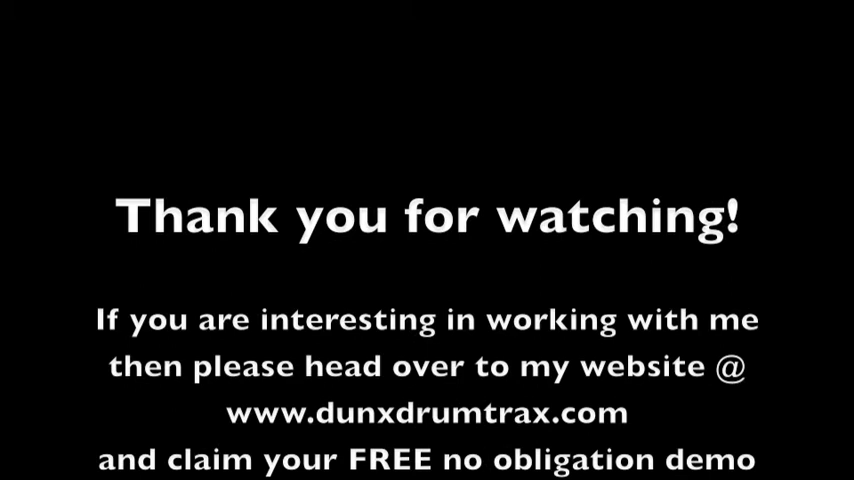 Thank you for watching!
If you are interesting in working with me
then please head over to my website @
www.dunxdrumtrax.com
and claim your FREE no obligation demo